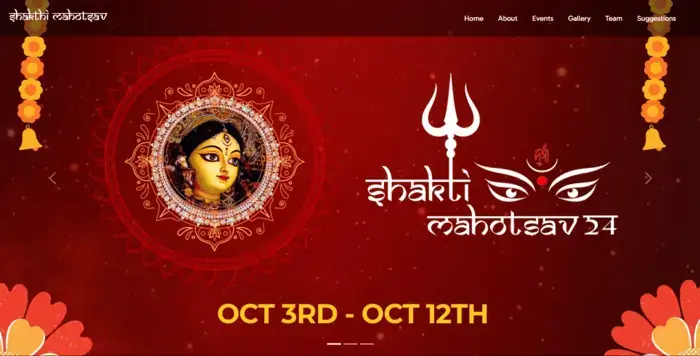 Shakthi Mahotsav
Home About Events Gallery Team Suggestions
Shakti
Mahotsav 24
OCT 3RD - OCT 12TH